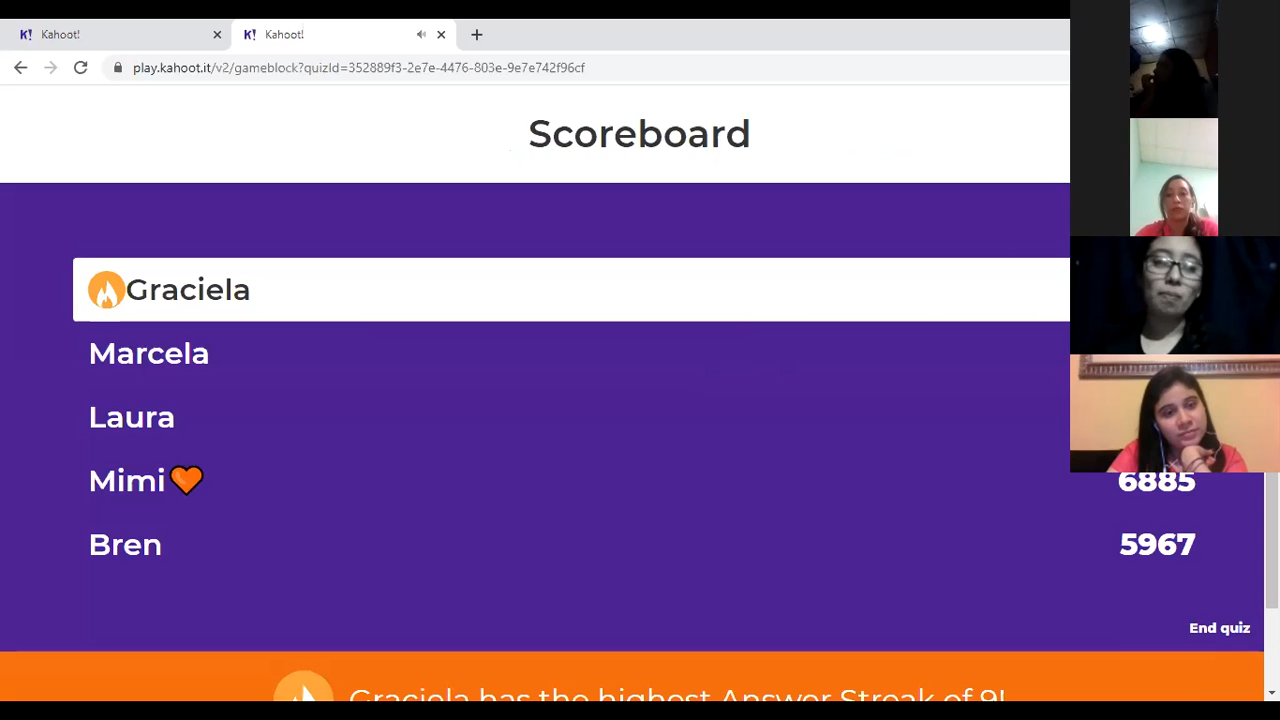 K! Kahoot!
K! Kahoot!
play.kahoot.it/v2/gameblock?quizId=352889f3-2e7e-4476-803e-9e7e742f96cf
Scoreboard
Graciela
Marcela
Laura
Mimi🧡 6885
Bren 5967
End quiz
Graciela has the highest Answer Streak of 9!